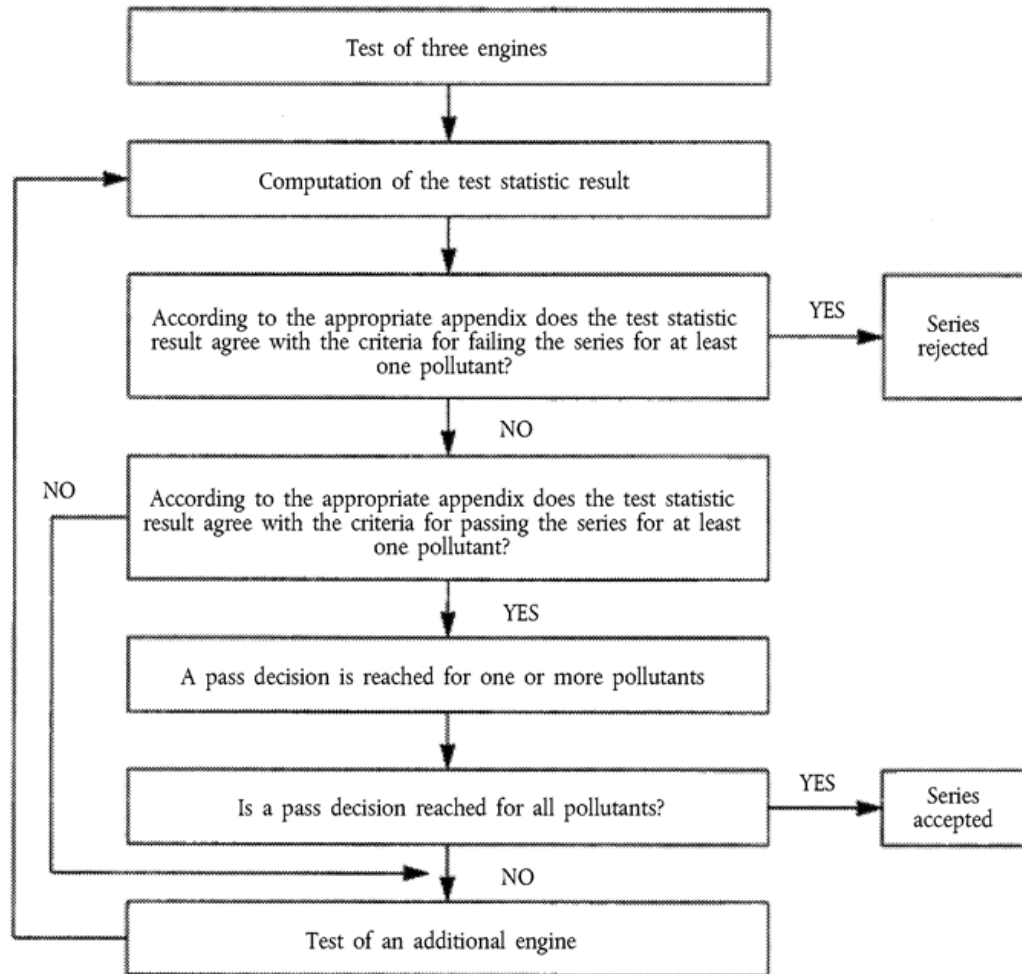 Test of three engines
Computation of the test statistic result
According to the appropriate appendix does the test statistic
result agree with the criteria for failing the series for at least
one pollutant?
YES
Series
rejected
NO
According to the appropriate appendix does the test statistic
result agree with the criteria for passing the series for at least
one pollutant?
NO
YES
A pass decision is reached for one or more pollutants
Is a pass decision reached for all pollutants?
YES
Series
accepted
NO
Test of an additional engine